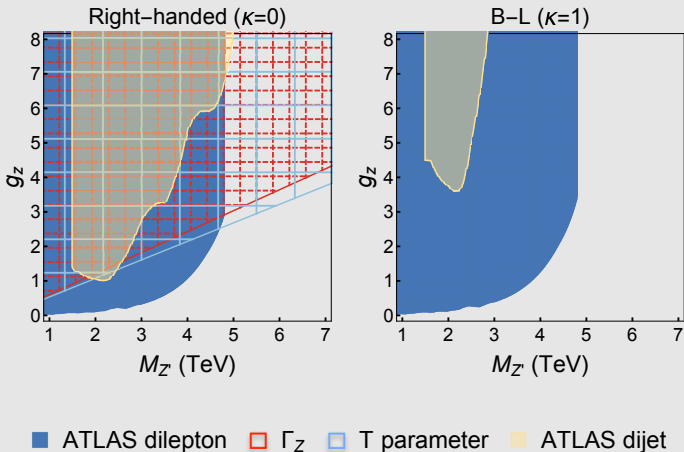 Right-handed (κ=0)
8
7
6
5
4
3
2
1
0
g_z
1 2 3 4 5 6 7
M_Z' (TeV)
B-L (κ=1)
8
7
6
5
4
3
2
1
0
g_z
1 2 3 4 5 6 7
M_Z' (TeV)
ATLAS dilepton Γ_Z T parameter ATLAS dijet